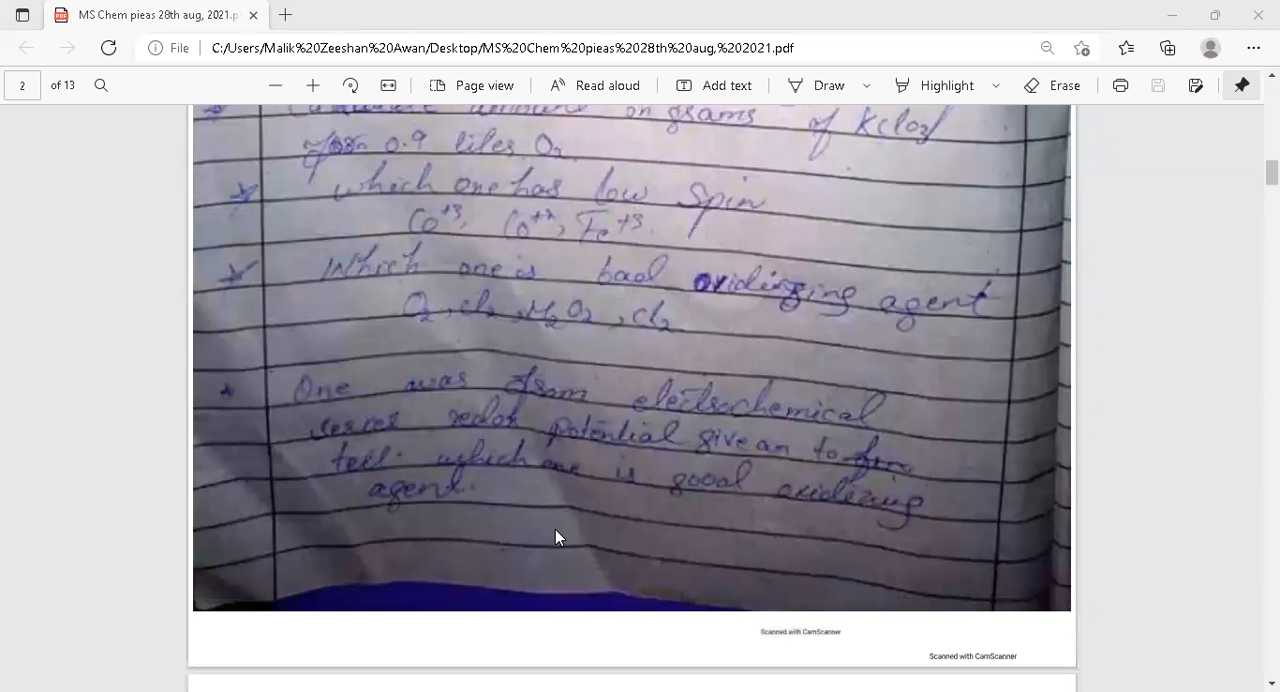 MS Chem pieas 28th aug, 2021.p
File C:/Users/Malik%20Zeeshan%20Awan/Desktop/MS%20Chem%20pieas%2028th%20aug,%202021.pdf
2 of 13 Page view Read aloud Add text Draw Highlight Erase
amount in grams of KClO3
0.9 lites O2
which one has low spin
Co+3, Co+2, Fe+3
Which one is bad oxidizing agent
O2, Cl2, H2O2, Cl2
One was from electrochemical
series redox potential given to
tell. which one is good oxidizing
agent.
Scanned with CamScanner
Scanned with CamScanner